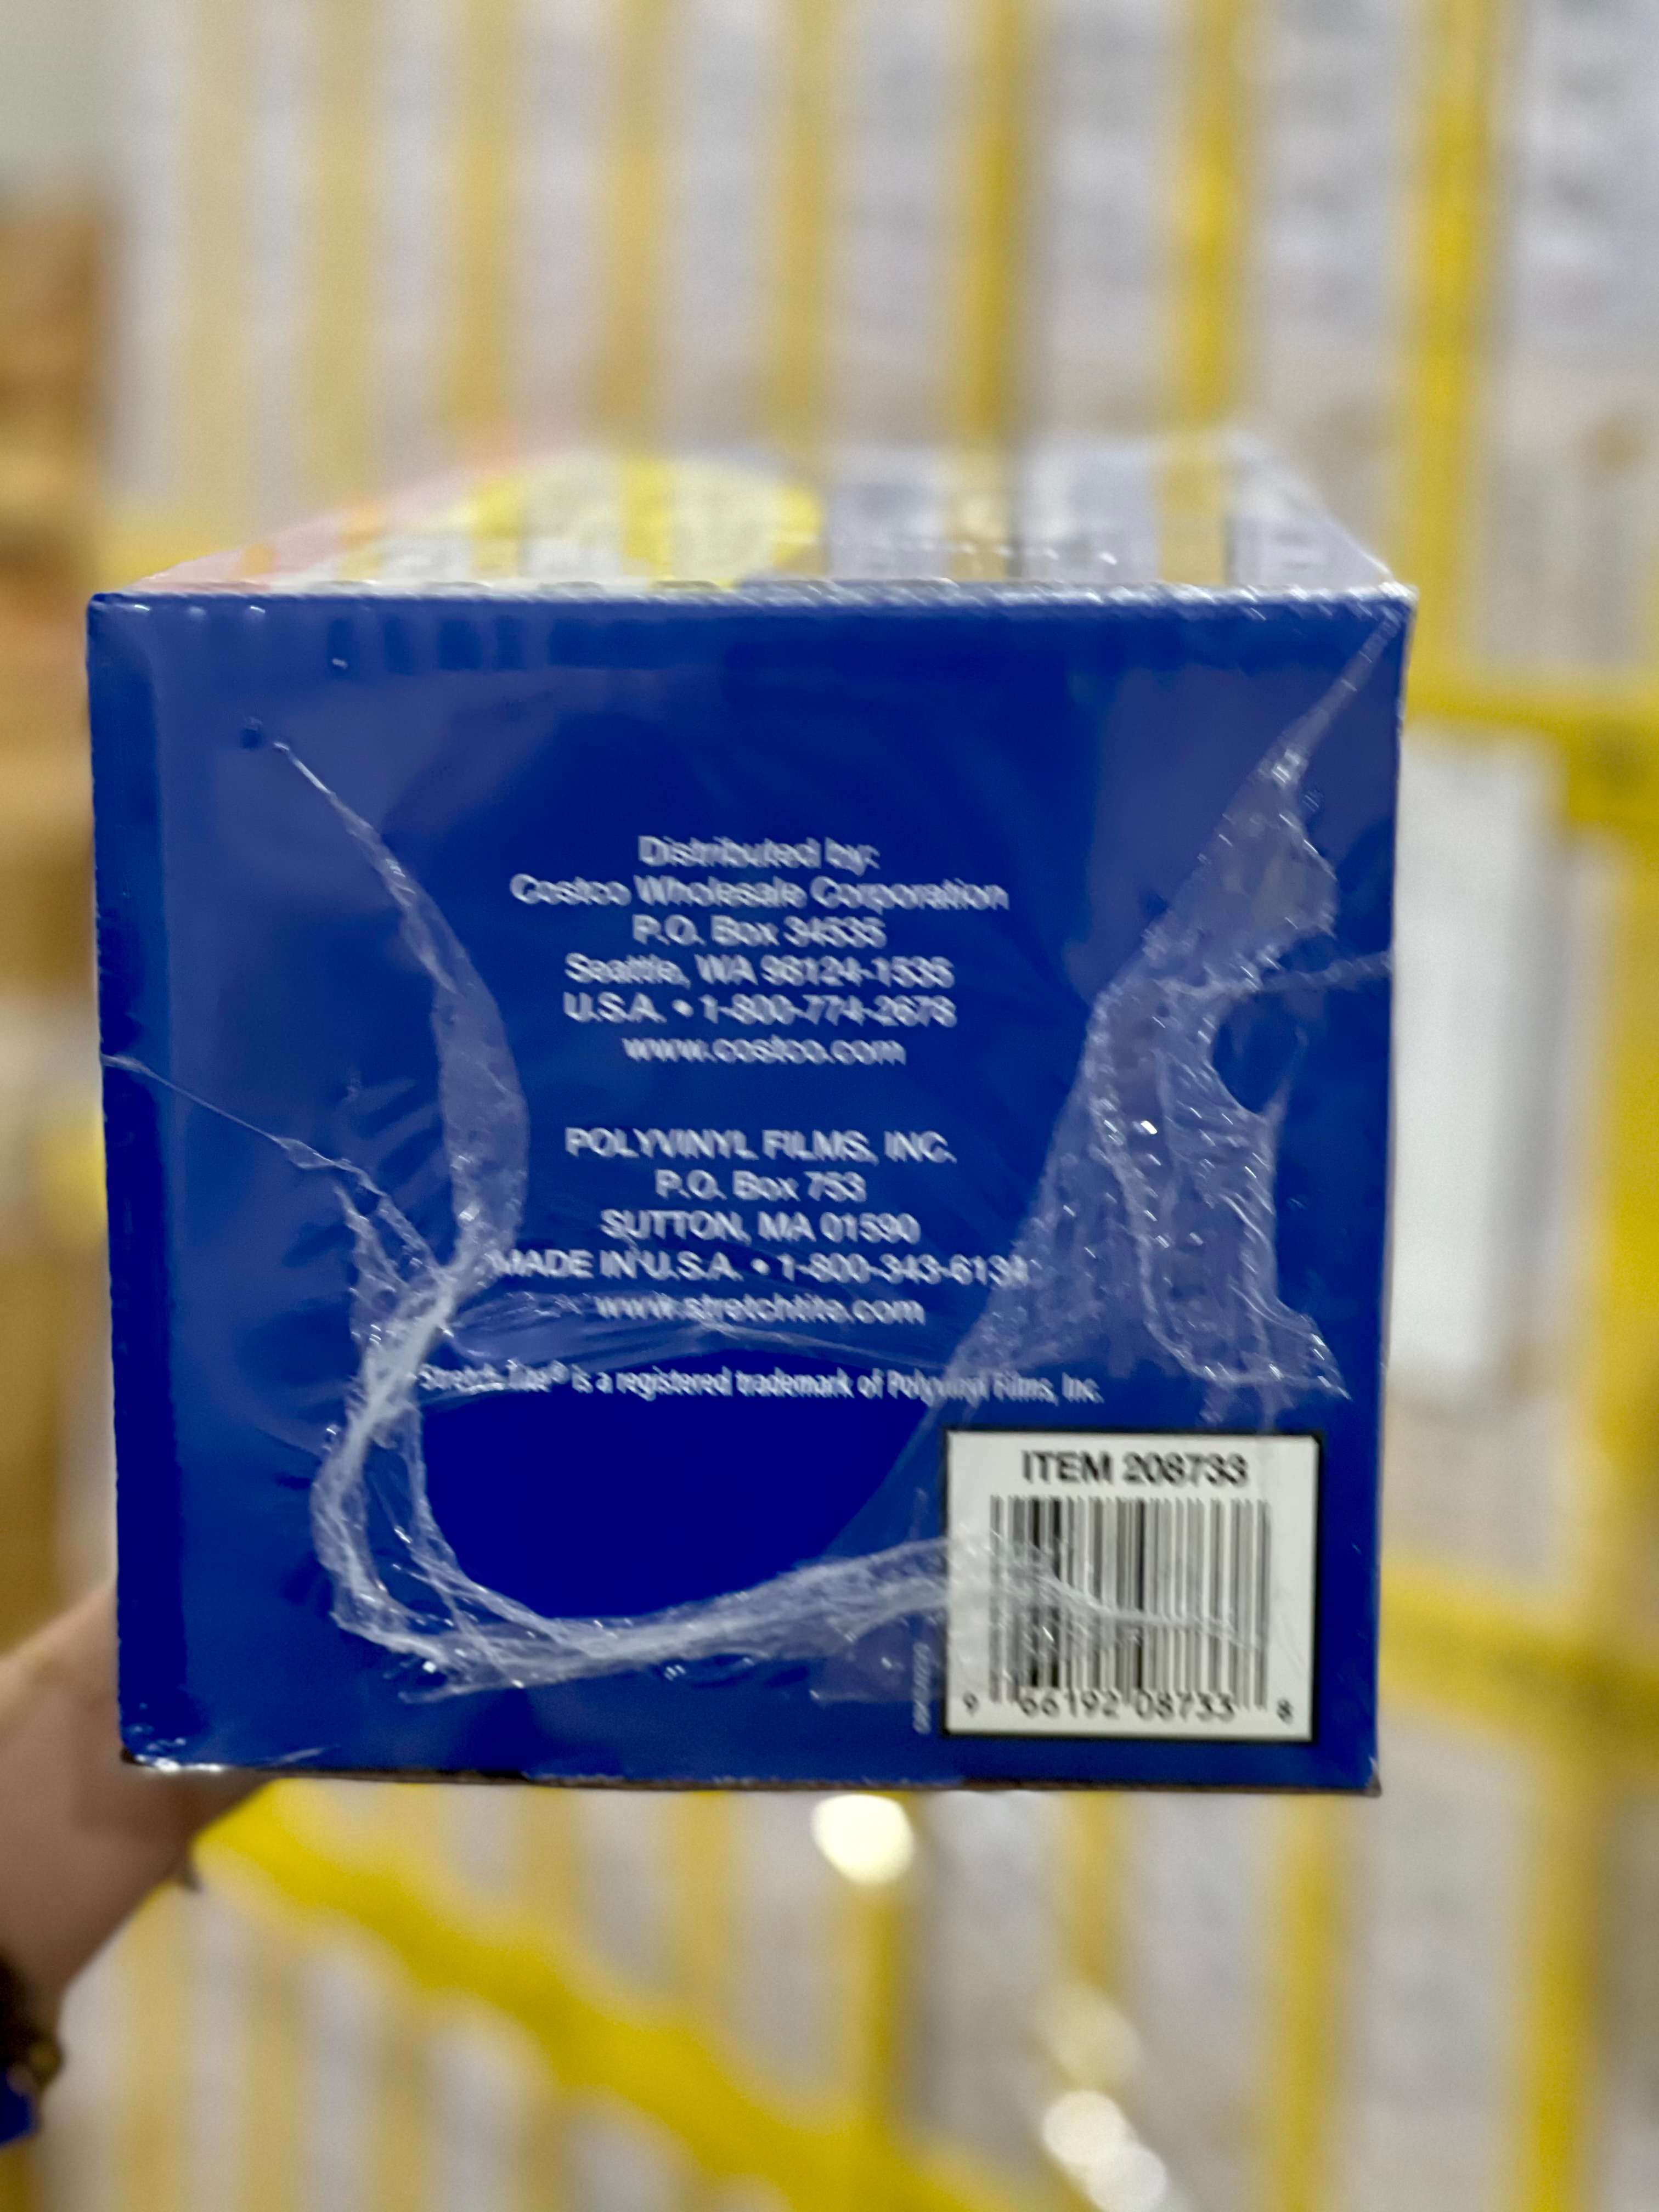 Distributed by:
Costco Wholesale Corporation
P.O. Box 34535
Seattle, WA 98124-1535
U.S.A. • 1-800-774-2678
www.costco.com
POLYVINYL FILMS, INC.
P.O. Box 753
SUTTON, MA 01590
MADE IN U.S.A. • 1-800-343-6134
www.stretchtite.com
Stretch-Tite® is a registered trademark of Polyvinyl Films, Inc.
ITEM 208733
9 66192 08733 8